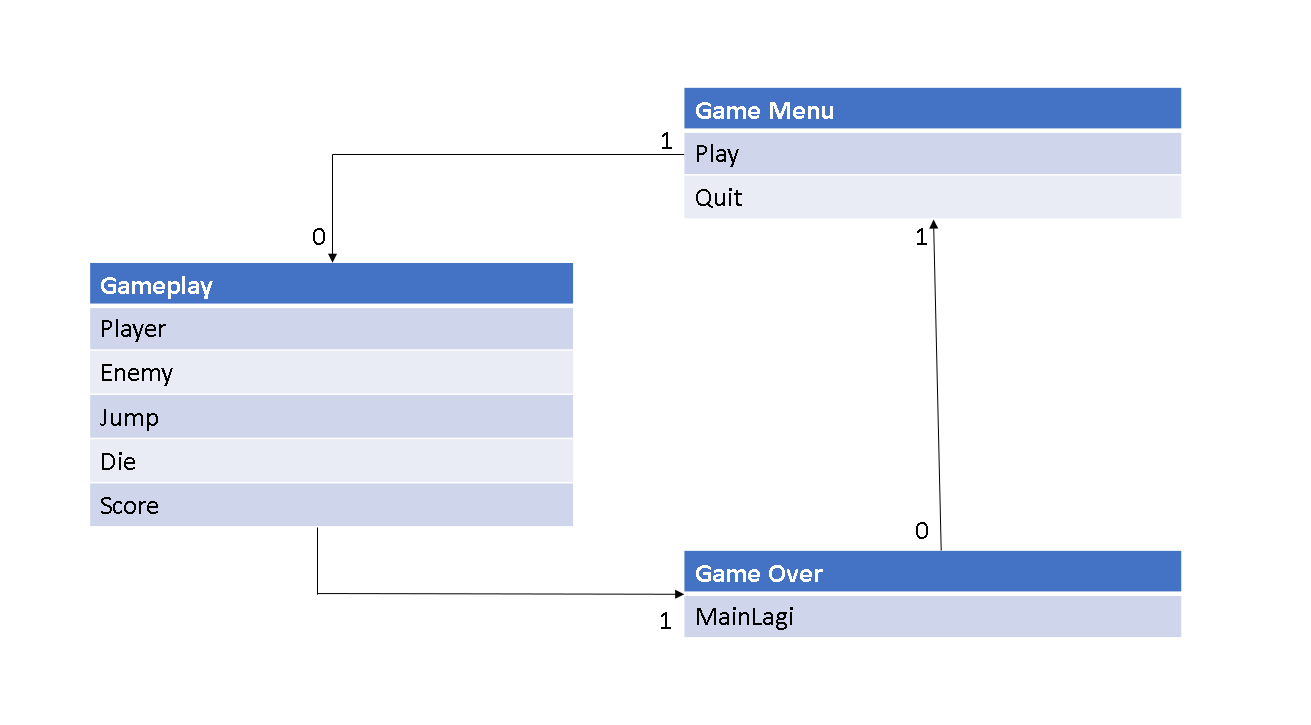 Game Menu
1
Play
Quit
0
1
Gameplay
Player
Enemy
Jump
Die
Score
0
Game Over
1
MainLagi